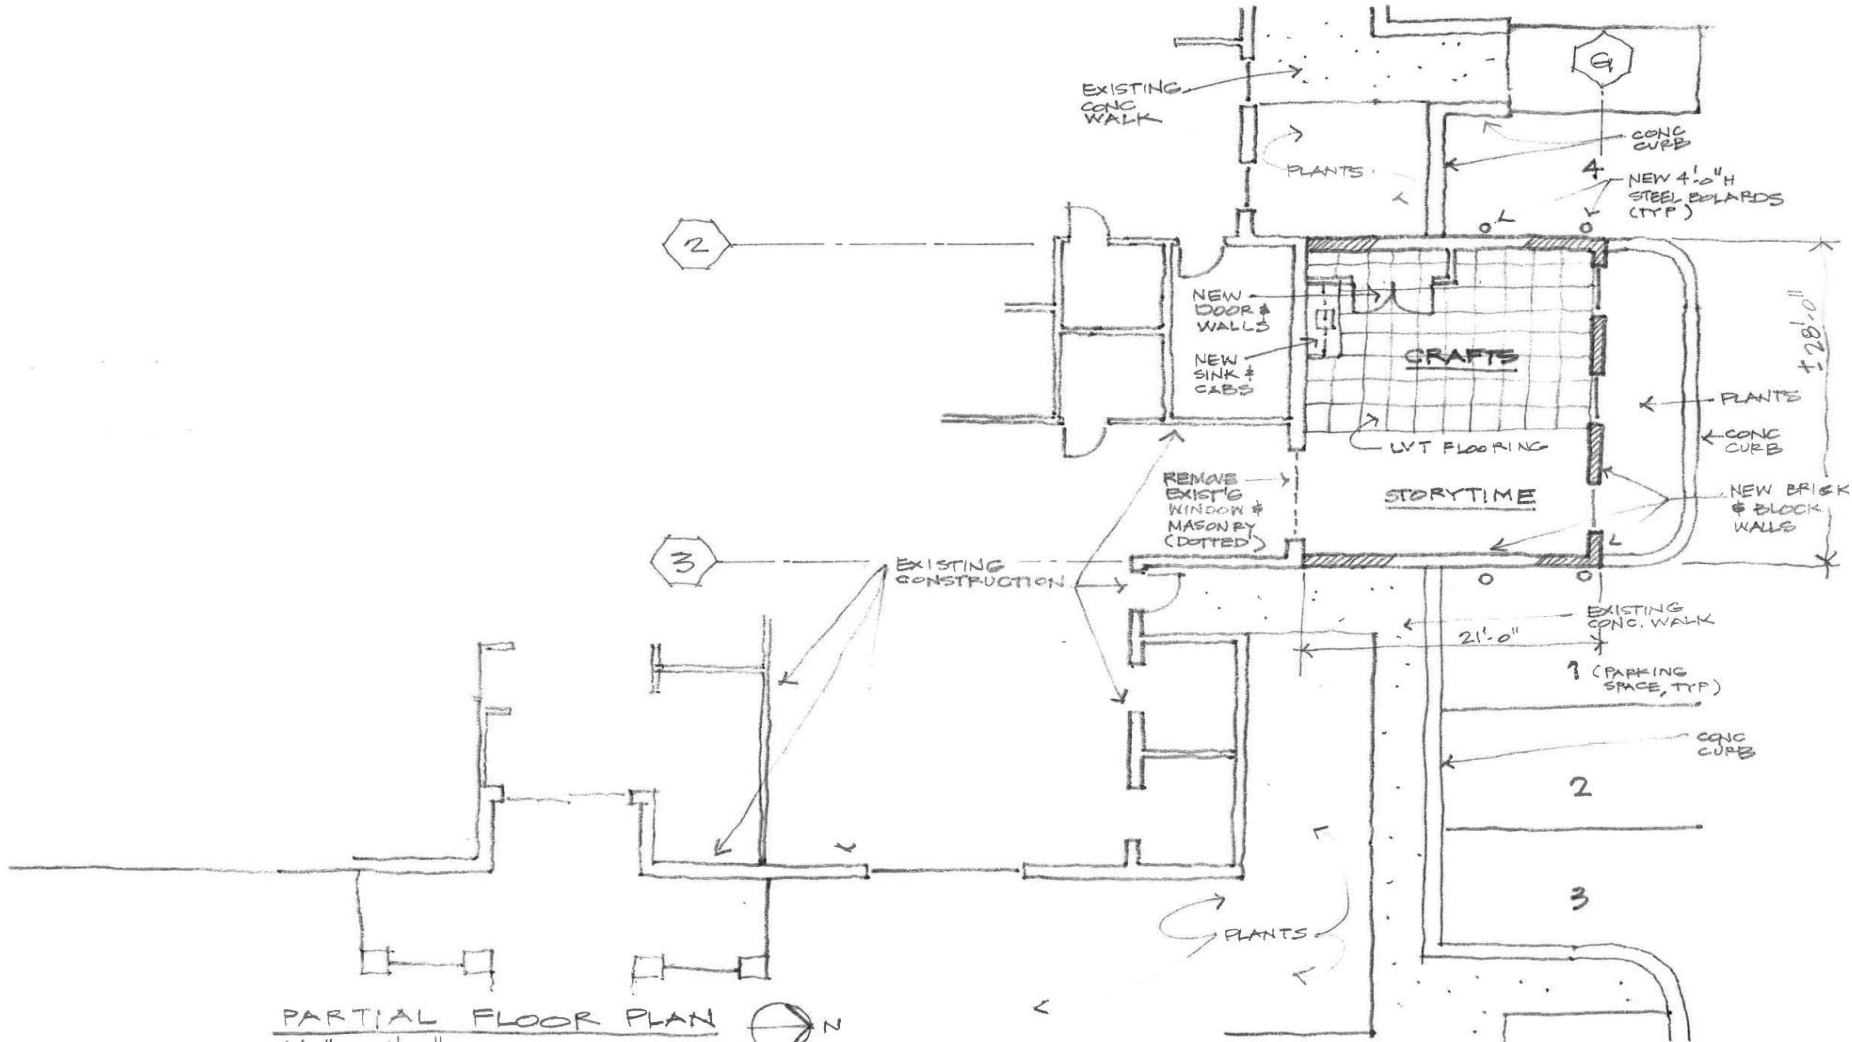 G
EXISTING
CONC
WALK
CONC
CURB
PLANTS
4
NEW 4'-0" H
STEEL BOLARDS
(TYP)
2
NEW
DOOR &
WALLS
±28'-0"
CRAFTS
NEW
SINK &
CABS
PLANTS
LVT FLOORING
CONC
CURB
REMOVE
EXIST'G
WINDOW &
MASONRY
(DOTTED)
STORYTIME
NEW BRICK
& BLOCK
WALLS
3
EXISTING
CONSTRUCTION
EXISTING
CONC. WALK
21'-0"
1 (PARKING
SPACE, TYP)
CONC
CURB
2
3
PLANTS
PARTIAL FLOOR PLAN
N